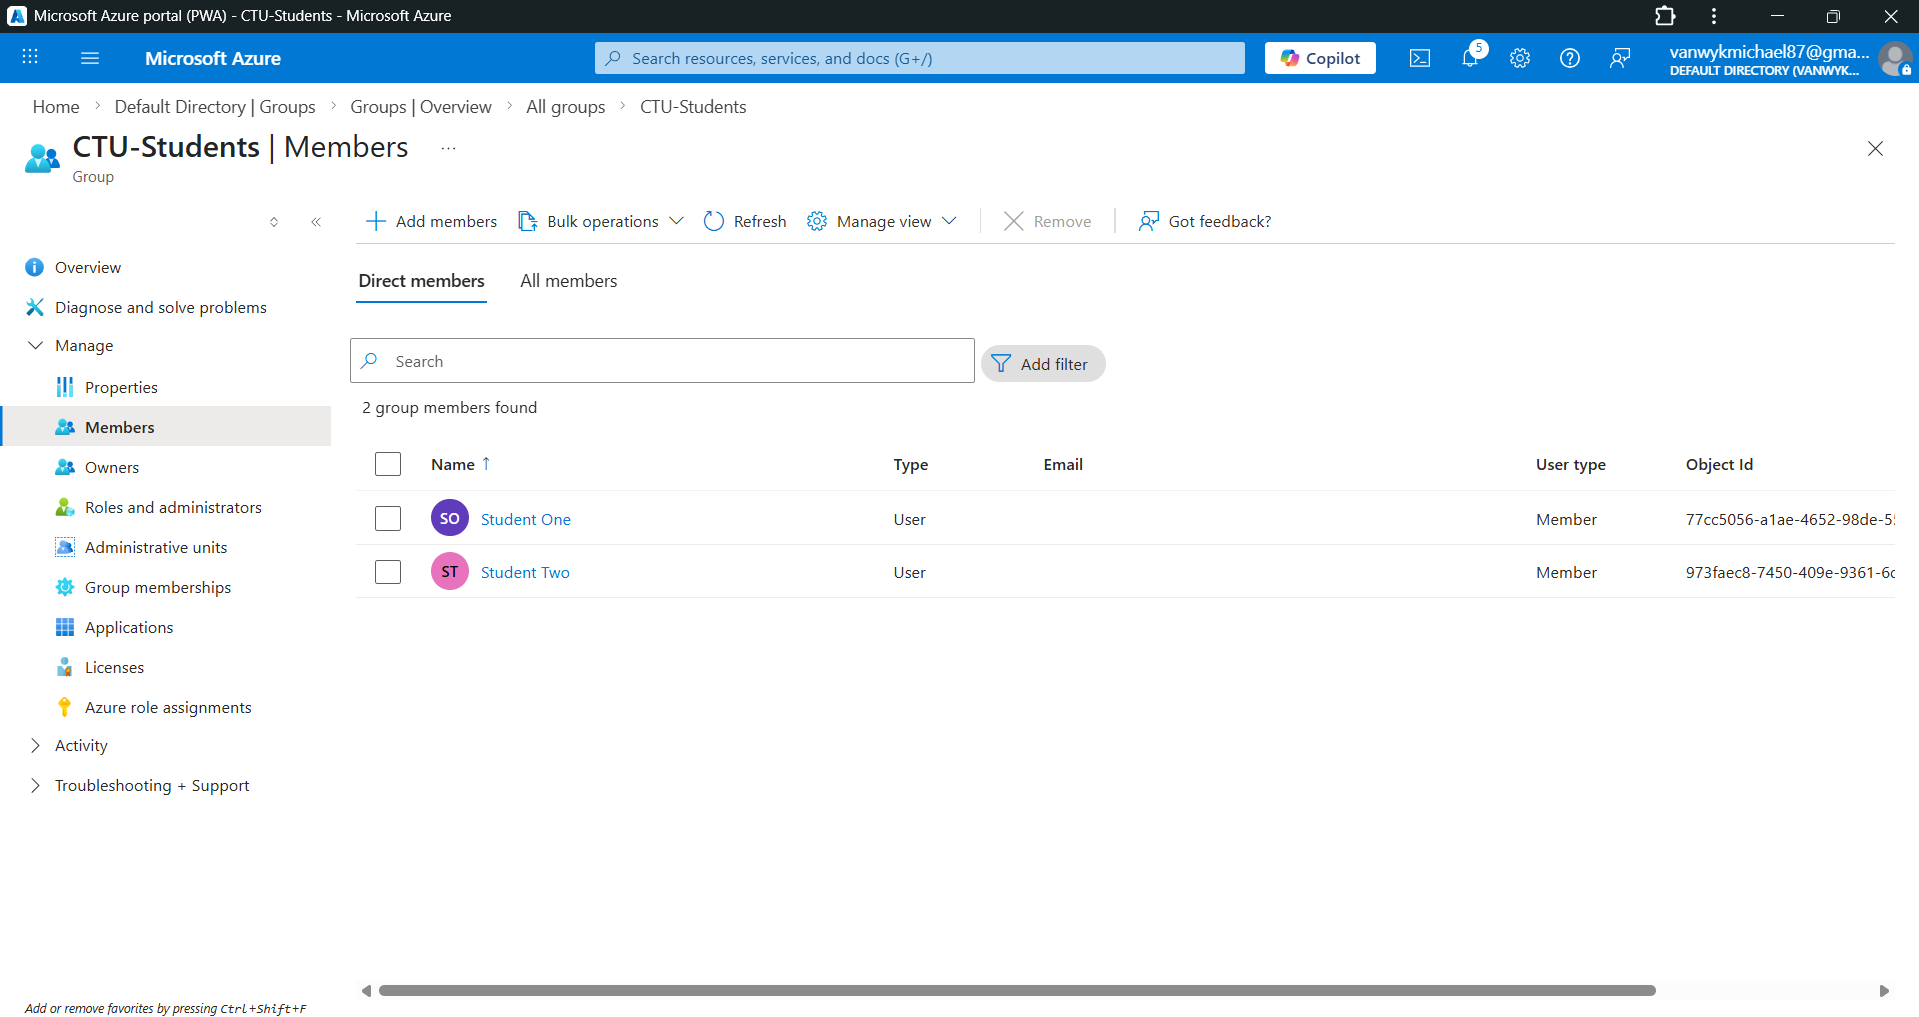 Microsoft Azure portal (PWA) - CTU-Students - Microsoft Azure
Microsoft Azure
Search resources, services, and docs (G+/)
Copilot
5
vanwykmichael87@gma...
DEFAULT DIRECTORY (VANWYK...
Home > Default Directory | Groups > Groups | Overview > All groups > CTU-Students
CTU-Students | Members ...
Group
Add members
Bulk operations
Refresh
Manage view
Remove
Got feedback?
Overview
Diagnose and solve problems
Manage
Properties
Members
Owners
Roles and administrators
Administrative units
Group memberships
Applications
Licenses
Azure role assignments
Activity
Troubleshooting + Support
Add or remove favorites by pressing Ctrl+Shift+F
Direct members All members
Search
Add filter
2 group members found
Name ↑ Type Email User type Object Id
SO Student One User Member 77cc5056-a1ae-4652-98de-5
ST Student Two User Member 973faec8-7450-409e-9361-6